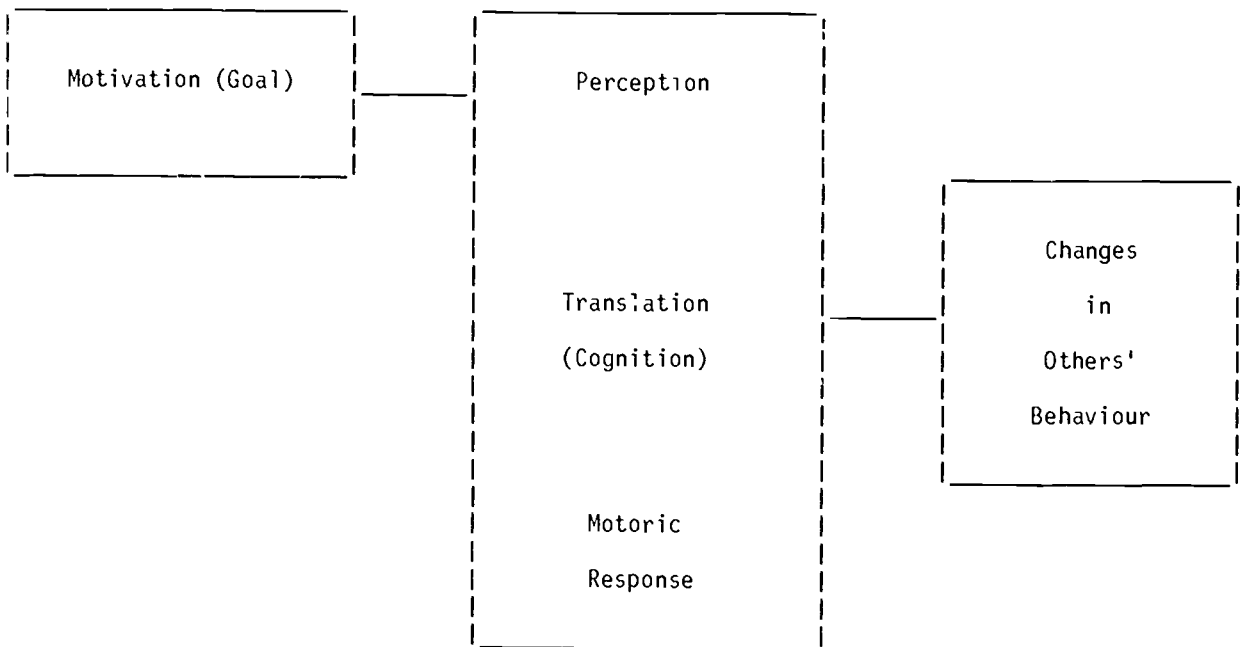 Motivation (Goal)
Perception
Translation
(Cognition)
Motoric
Response
Changes
in
Others'
Behaviour